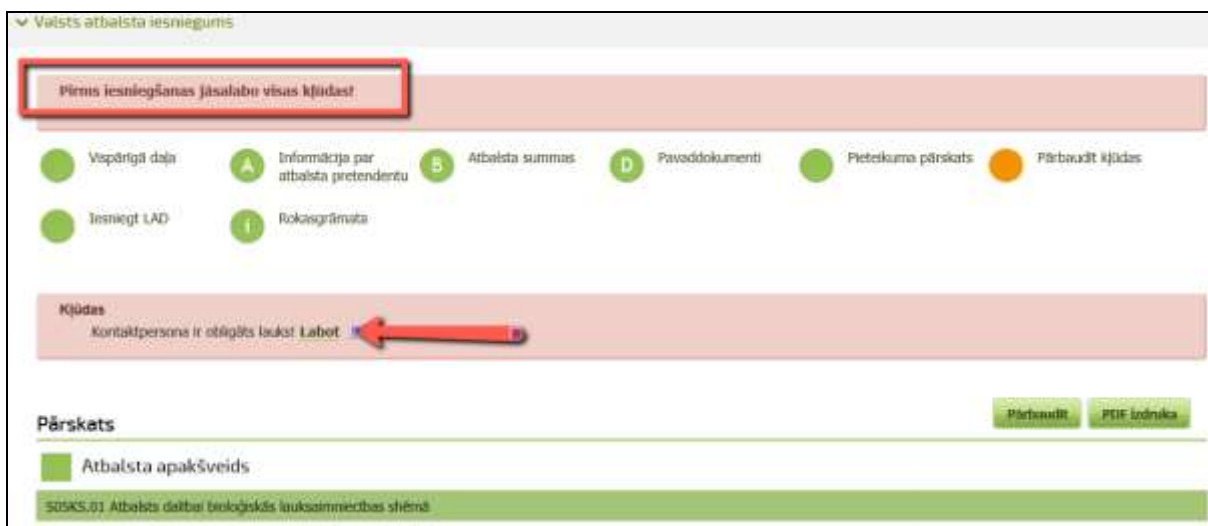 Valsts atbalsta iesniegums
Pirms iesniegšanas jāsalabo visas kļūdas!
Vispārīgā daļa
A Informācija par atbalsta pretendentu
B Atbalsta summas
D Pavaddokumenti
Pieteikuma pārskats
Pārbaudīt kļūdas
Iesniegt LAD
i Rokasgrāmata
Kļūdas
Kontaktpersona ir obligāts lauks! Labot
Pārskats
Pārbaudīt
PDF izdruka
Atbalsta apakšveids
Atbalsts dalībai bioloģiskās lauksaimniecības shēmā